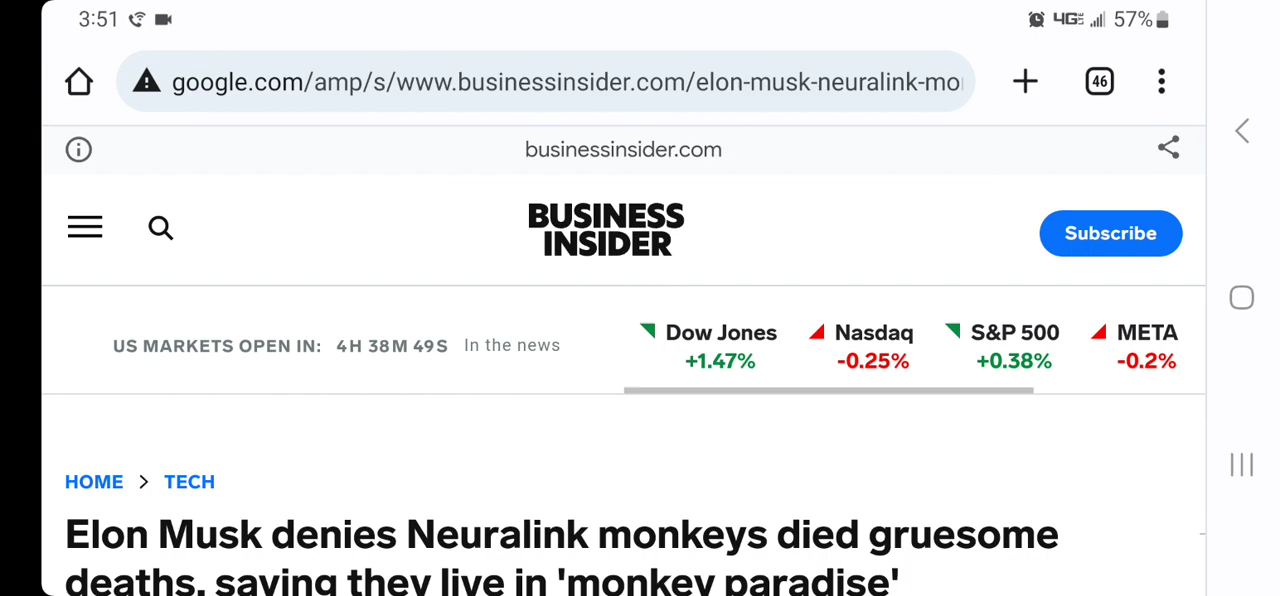 3:51 4G 57%
google.com/amp/s/www.businessinsider.com/elon-musk-neuralink-mo
46
businessinsider.com
BUSINESS
INSIDER
Subscribe
US MARKETS OPEN IN: 4H 38M 49S In the news
Dow Jones Nasdaq S&P 500 META
+1.47% -0.25% +0.38% -0.2%
HOME > TECH
Elon Musk denies Neuralink monkeys died gruesome
deaths, saying they live in 'monkey paradise'